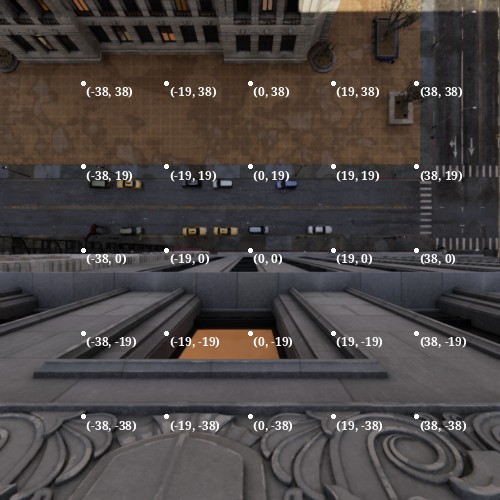 (-38, 38) (-19, 38) (0, 38) (19, 38) (38, 38)
(-38, 19) (-19, 19) (0, 19) (19, 19) (38, 19)
(-38, 0) (-19, 0) (0, 0) (19, 0) (38, 0)
(-38, -19) (-19, -19) (0, -19) (19, -19) (38, -19)
(-38, -38) (-19, -38) (0, -38) (19, -38) (38, -38)